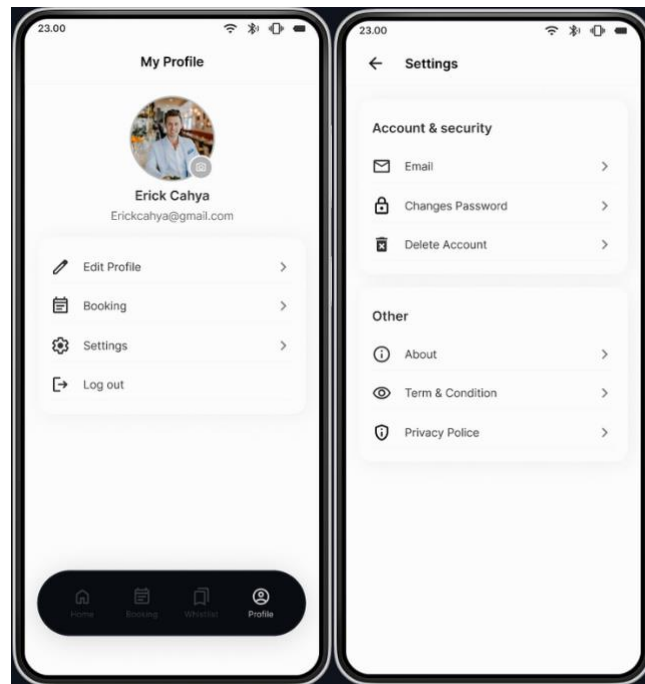 23.00
My Profile
Erick Cahya
Erickcahya@gmail.com
Edit Profile
Booking
Settings
Log out
Home
Booking
Whistlist
Profile
23.00
Settings
Account & security
Email
Changes Password
Delete Account
Other
About
Term & Condition
Privacy Police